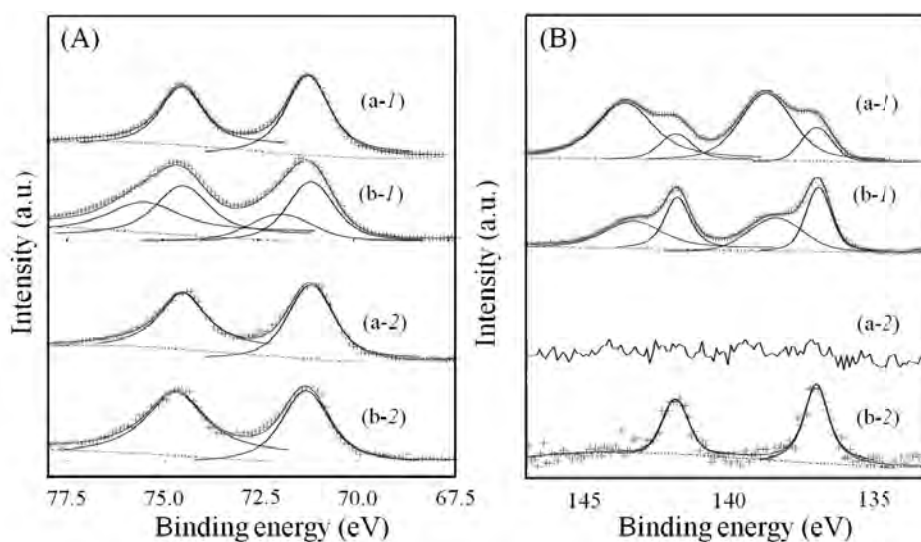 (A)
(a-1)
(b-1)
(a-2)
(b-2)
Intensity (a.u.)
77.5 75.0 72.5 70.0 67.5
Binding energy (eV)
(B)
(a-1)
(b-1)
(a-2)
(b-2)
Intensity (a.u.)
145 140 135
Binding energy (eV)